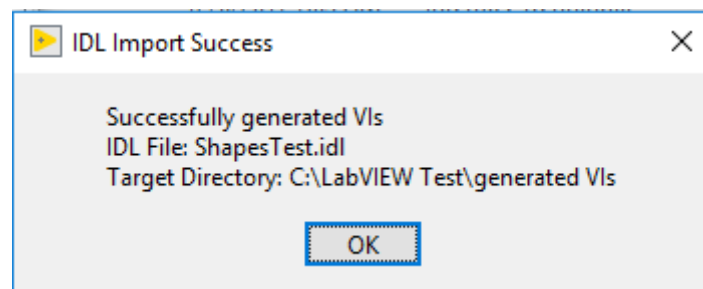 IDL Import Success
Successfully generated VIs
IDL File: ShapesTest.idl
Target Directory: C:\LabVIEW Test\generated VIs
OK